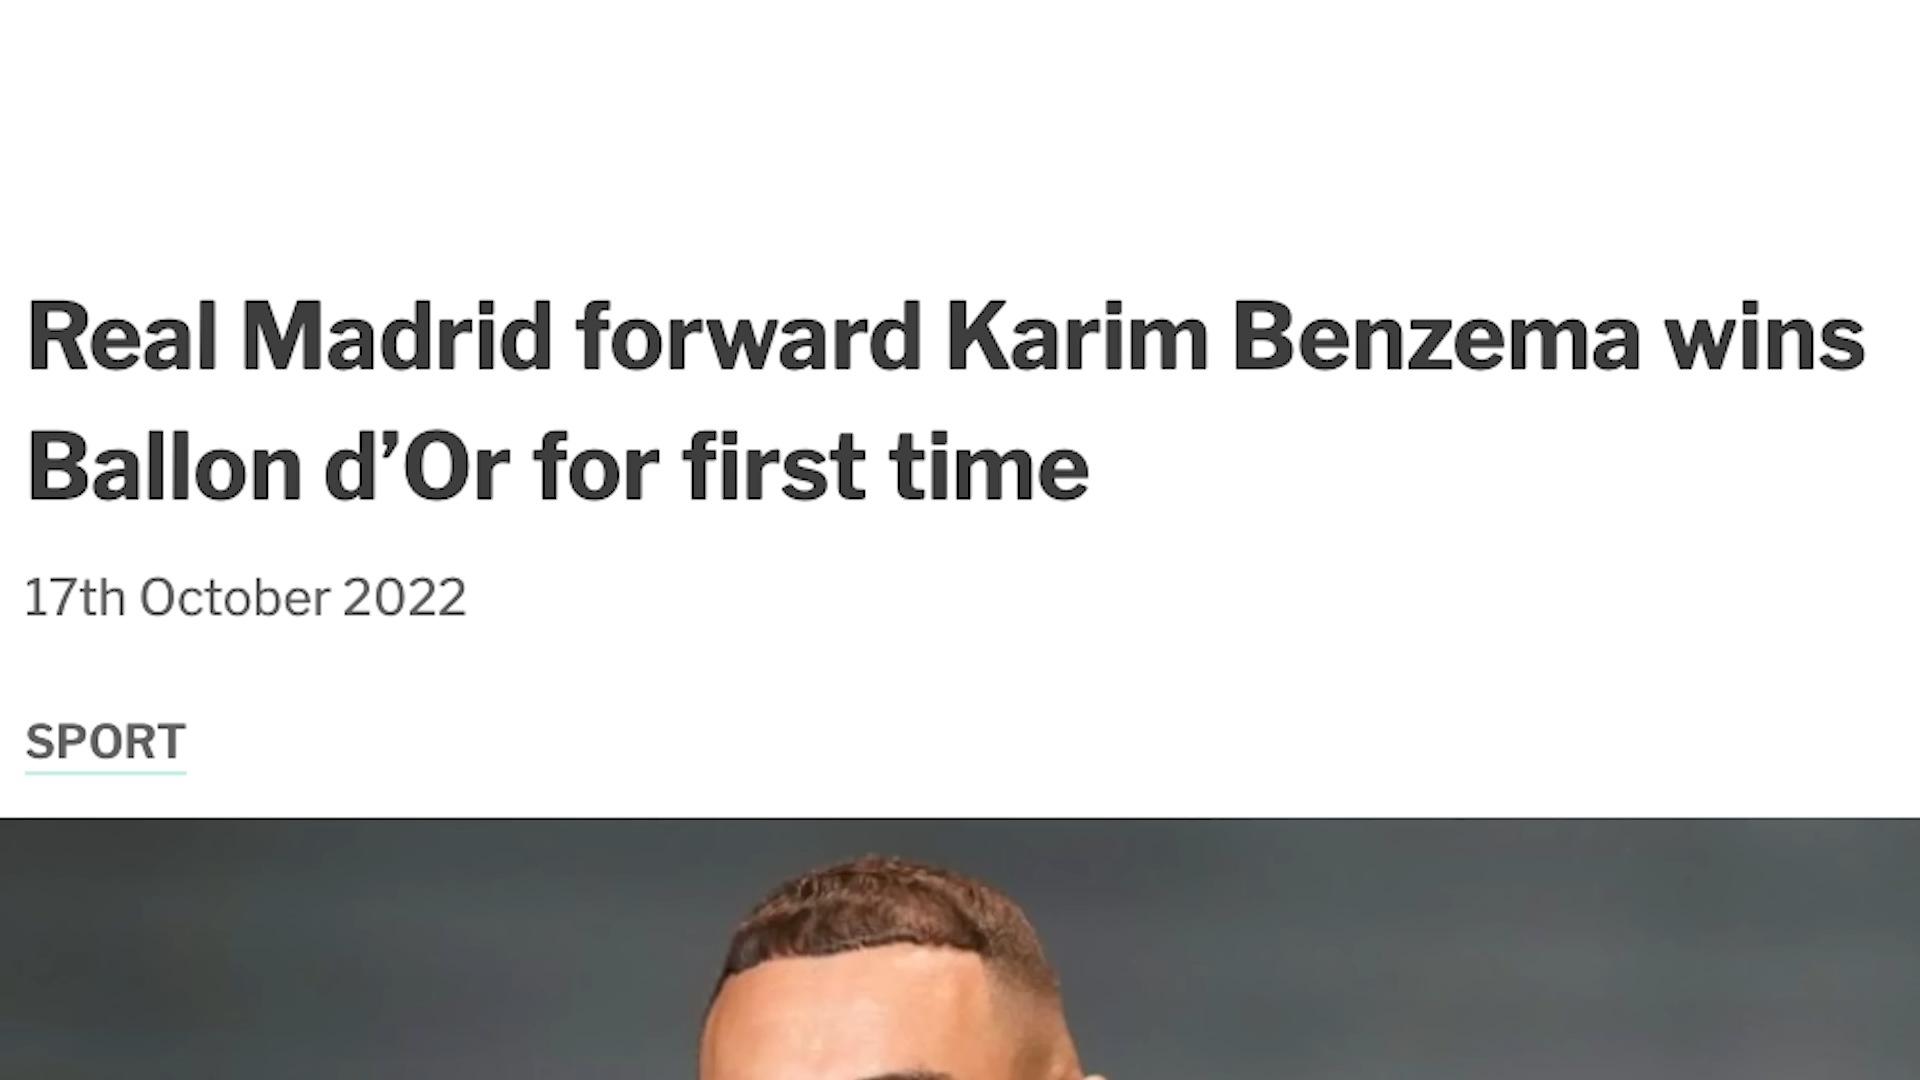 Real Madrid forward Karim Benzema wins
Ballon d’Or for first time
17th October 2022
SPORT